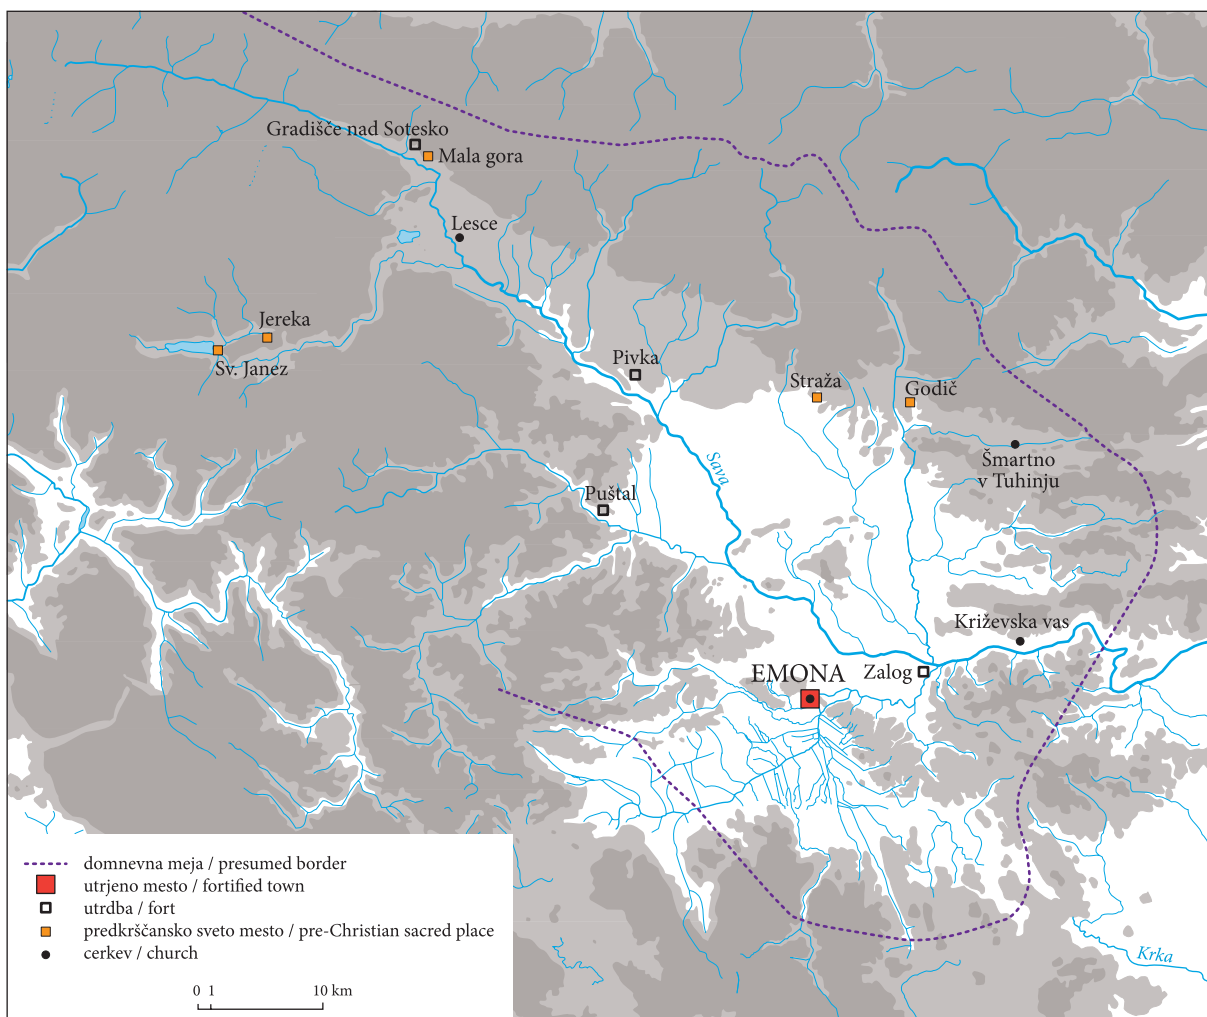 Gradišče nad Sotesko
Mala gora
Lesce
Jereka
Sv. Janez
Pivka
Straža
Godič
Sava
Šmartno
v Tuhinju
Puštal
Križevska vas
EMONA
Zalog
Krka
domnevna meja / presumed border
utrjeno mesto / fortified town
utrdba / fort
predkrščansko sveto mesto / pre-Christian sacred place
cerkev / church
0 1 10 km